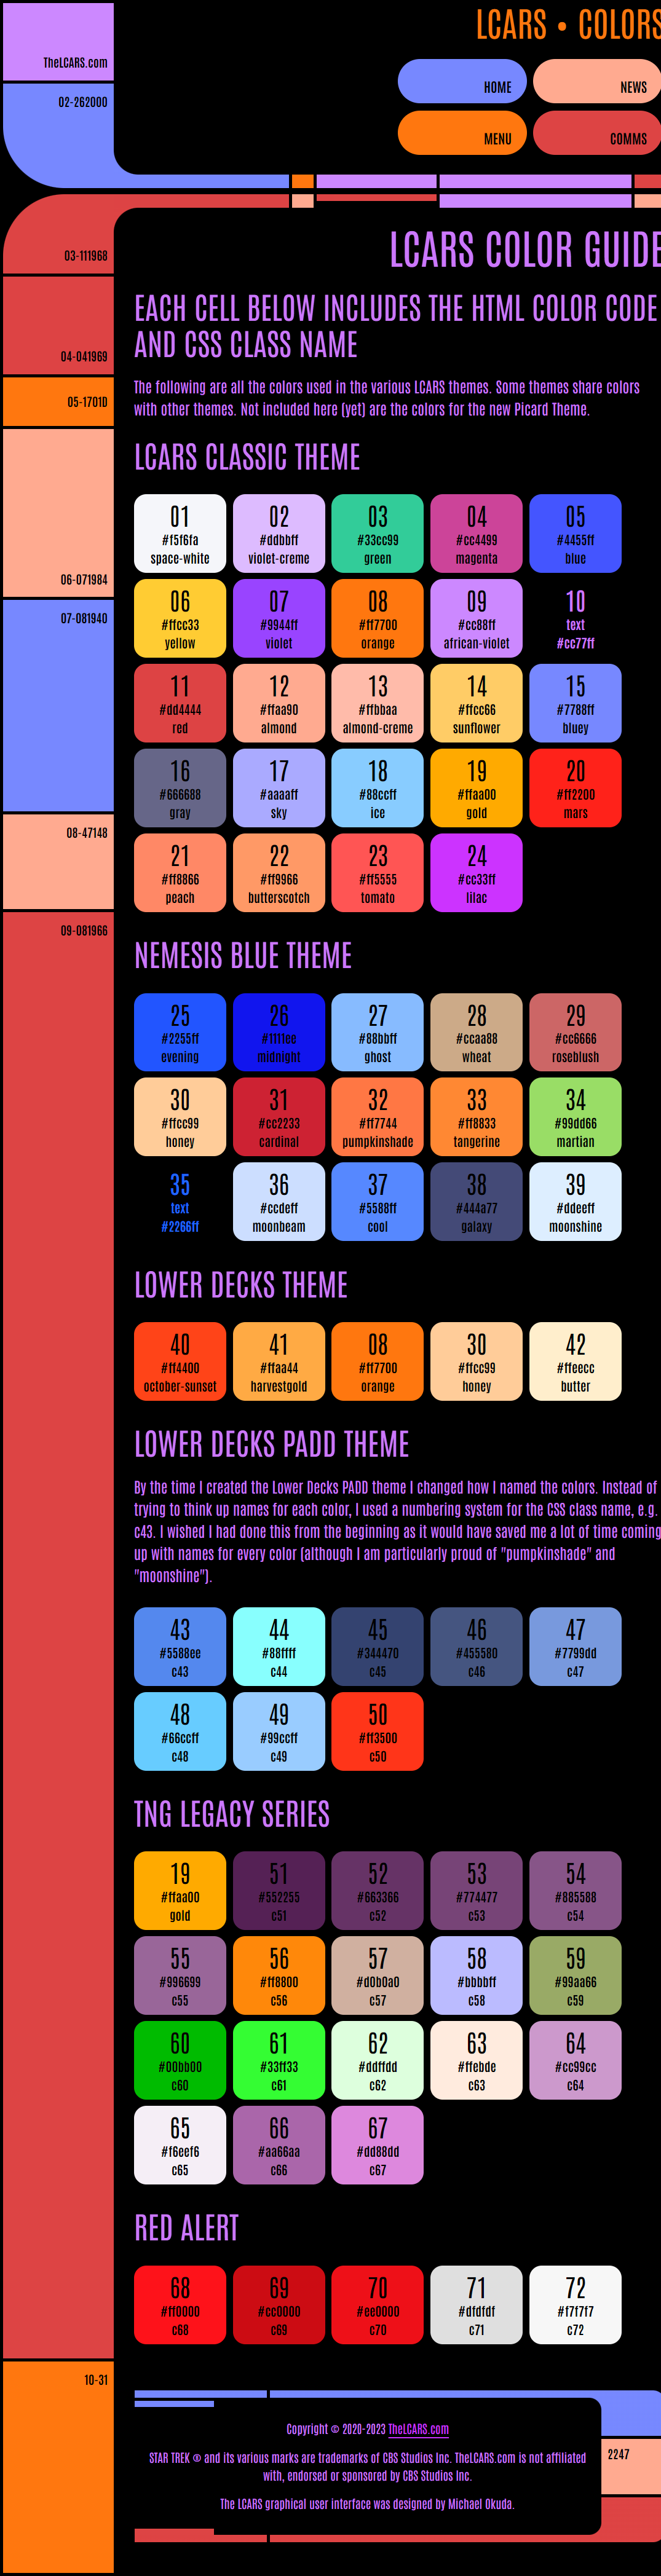 LCARS • COLORS
TheLCARS.com
02-262000
HOME
NEWS
MENU
COMMS
03-111968
04-041969
05-1701D
06-071984
07-081940
08-47148
09-081966
10-31
LCARS COLOR GUIDE
EACH CELL BELOW INCLUDES THE HTML COLOR CODE
AND CSS CLASS NAME
The following are all the colors used in the various LCARS themes. Some themes share colors
with other themes. Not included here (yet) are the colors for the new Picard Theme.
LCARS CLASSIC THEME
01
#f5f6fa
space-white
02
#ddbbff
violet-creme
03
#33cc99
green
04
#cc4499
magenta
05
#4455ff
blue
06
#ffcc33
yellow
07
#9944ff
violet
08
#ff7700
orange
09
#cc88ff
african-violet
10
text
#cc77ff
11
#dd4444
red
12
#ffaa90
almond
13
#ffbbaa
almond-creme
14
#ffcc66
sunflower
15
#7788ff
bluey
16
#666688
gray
17
#aaaaff
sky
18
#88ccff
ice
19
#ffaa00
gold
20
#ff2200
mars
21
#ff8866
peach
22
#ff9966
butterscotch
23
#ff5555
tomato
24
#cc33ff
lilac
NEMESIS BLUE THEME
25
#2255ff
evening
26
#1111ee
midnight
27
#88bbff
ghost
28
#ccaa88
wheat
29
#cc6666
roseblush
30
#ffcc99
honey
31
#cc2233
cardinal
32
#ff7744
pumpkinshade
33
#ff8833
tangerine
34
#99dd66
martian
35
text
#2266ff
36
#ccdeff
moonbeam
37
#5588ff
cool
38
#444a77
galaxy
39
#ddeeff
moonshine
LOWER DECKS THEME
40
#ff4400
october-sunset
41
#ffaa44
harvestgold
08
#ff7700
orange
30
#ffcc99
honey
42
#ffeecc
butter
LOWER DECKS PADD THEME
By the time I created the Lower Decks PADD theme I changed how I named the colors. Instead of
trying to think up names for each color, I used a numbering system for the CSS class name, e.g.
c43. I wished I had done this from the beginning as it would have saved me a lot of time coming
up with names for every color (although I am particularly proud of "pumpkinshade" and
"moonshine").
43
#5588ee
c43
44
#88ffff
c44
45
#344470
c45
46
#455580
c46
47
#7799dd
c47
48
#66ccff
c48
49
#99ccff
c49
50
#ff3500
c50
TNG LEGACY SERIES
19
#ffaa00
gold
51
#552255
c51
52
#663366
c52
53
#774477
c53
54
#885588
c54
55
#996699
c55
56
#ff8800
c56
57
#d0b0a0
c57
58
#bbbbff
c58
59
#99aa66
c59
60
#00bb00
c60
61
#33ff33
c61
62
#ddffdd
c62
63
#ffebde
c63
64
#cc99cc
c64
65
#f6eef6
c65
66
#aa66aa
c66
67
#dd88dd
c67
RED ALERT
68
#ff0000
c68
69
#cc0000
c69
70
#ee0000
c70
71
#dfdfdf
c71
72
#f7f7f7
c72
Copyright © 2020-2023 TheLCARS.com
STAR TREK ® and its various marks are trademarks of CBS Studios Inc. TheLCARS.com is not affiliated
with, endorsed or sponsored by CBS Studios Inc.
The LCARS graphical user interface was designed by Michael Okuda.
2247